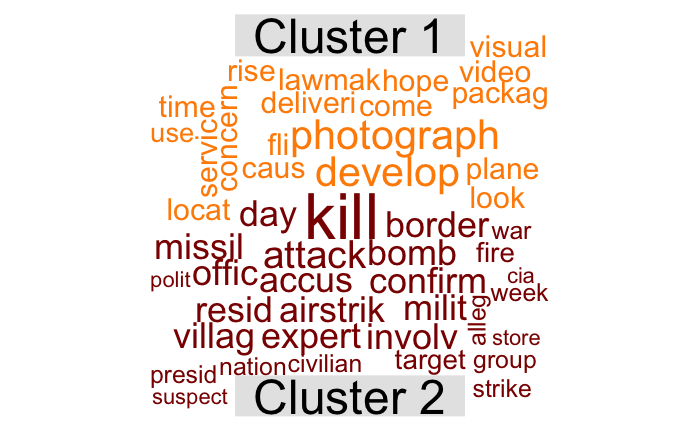 Cluster 1
visual
rise lawmak hope video
time deliveri come packag
use service concern fli photograph
caus develop plane
locat look
day kill border war
missil attack bomb fire
polit offic accus confirm cia
week
resid airstrik milit alleg
villag expert involv store
presid nation civilian target group
suspect strike
Cluster 2